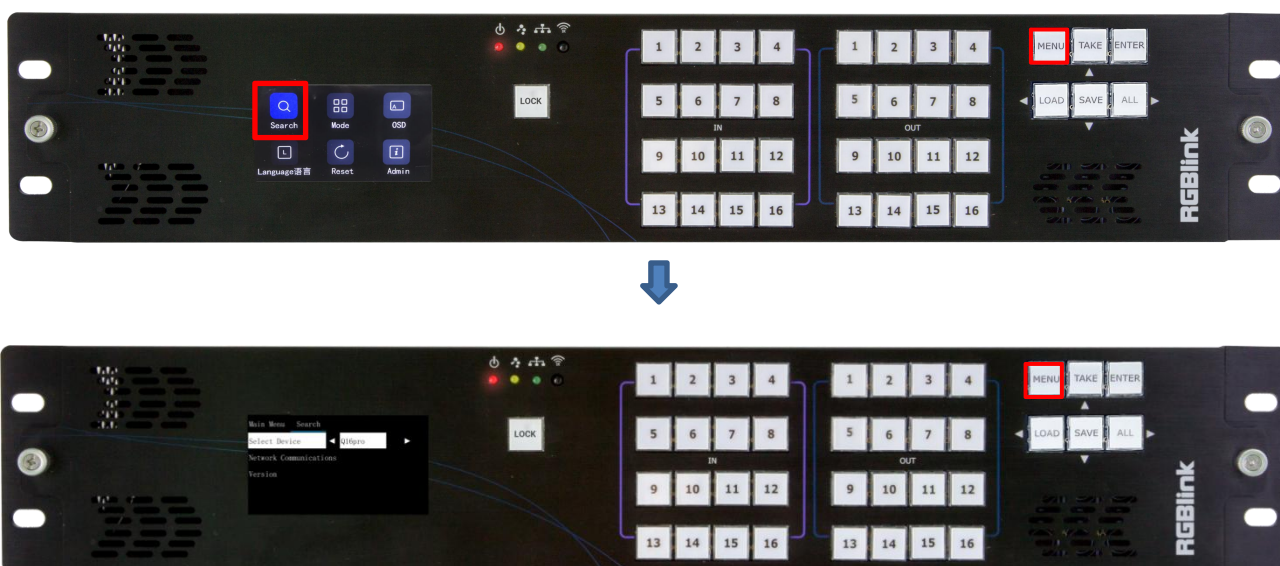 1 2 3 4 1 2 3 4 MENU TAKE ENTER
Search Mode OSD LOCK 5 6 7 8 5 6 7 8 LOAD SAVE ALL
IN OUT
Language语言 Reset Admin 9 10 11 12 9 10 11 12
13 14 15 16 13 14 15 16
RGBlink
1 2 3 4 1 2 3 4 MENU TAKE ENTER
Main Menu Search
Select Device Q16pro LOCK 5 6 7 8 5 6 7 8 LOAD SAVE ALL
Network Communications IN OUT
Version
9 10 11 12 9 10 11 12
13 14 15 16 13 14 15 16
RGBlink